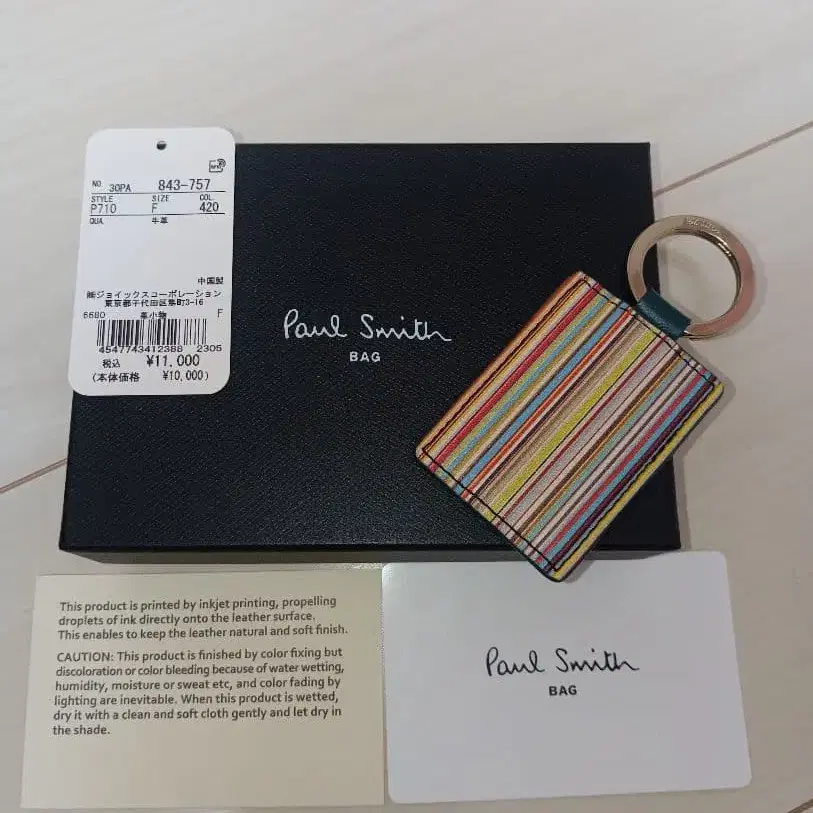 NO 30PA 843-757
STYLE SIZE COL.
P710 F 420
QUA. 牛革
中国製
㈱ジョイックスコーポレーション
東京都千代田区隼町3-16
6680 革小物 F
4547743412388 2305
税込 ¥11,000
(本体価格 ¥10,000)
Paul Smith
BAG
This product is printed by inkjet printing, propelling
droplets of ink directly onto the leather surface.
This enables to keep the leather natural and soft finish.
CAUTION: This product is finished by color fixing but
discoloration or color bleeding because of water wetting,
humidity, moisture or sweat etc, and color fading by
lighting are inevitable. When this product is wetted,
dry it with a clean and soft cloth gently and let dry in
the shade.
Paul Smith
BAG